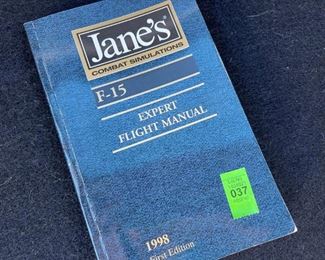 Jane's®
COMBAT SIMULATIONS
F-15
EXPERT
FLIGHT MANUAL
037
1998
First Edition